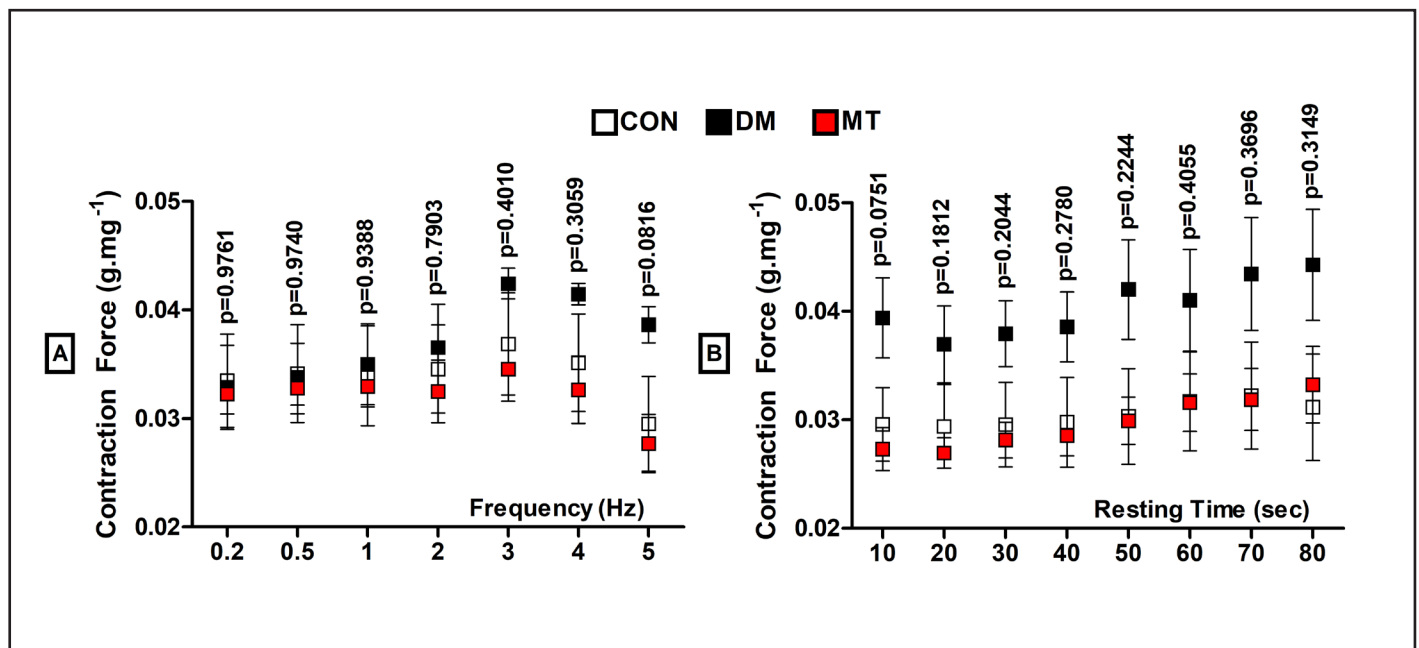 CON DM MT
A
Contraction Force (g.mg-1)
0.05
0.04
0.03
0.02
p=0.9761
p=0.9740
p=0.9388
p=0.7903
p=0.4010
p=0.3059
p=0.0816
Frequency (Hz)
0.2 0.5 1 2 3 4 5
B
Contraction Force (g.mg-1)
0.05
0.04
0.03
0.02
p=0.0751
p=0.1812
p=0.2044
p=0.2780
p=0.2244
p=0.4055
p=0.3696
p=0.3149
Resting Time (sec)
10 20 30 40 50 60 70 80